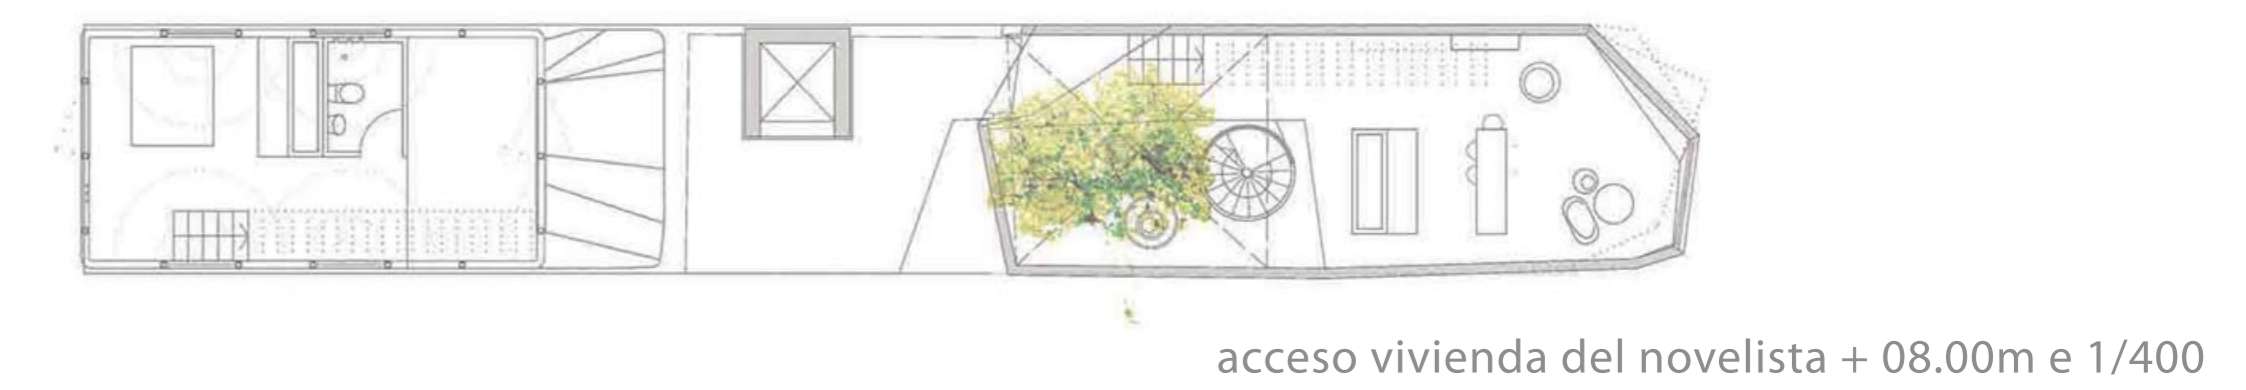 acceso vivienda del novelista + 08.00m e 1/400